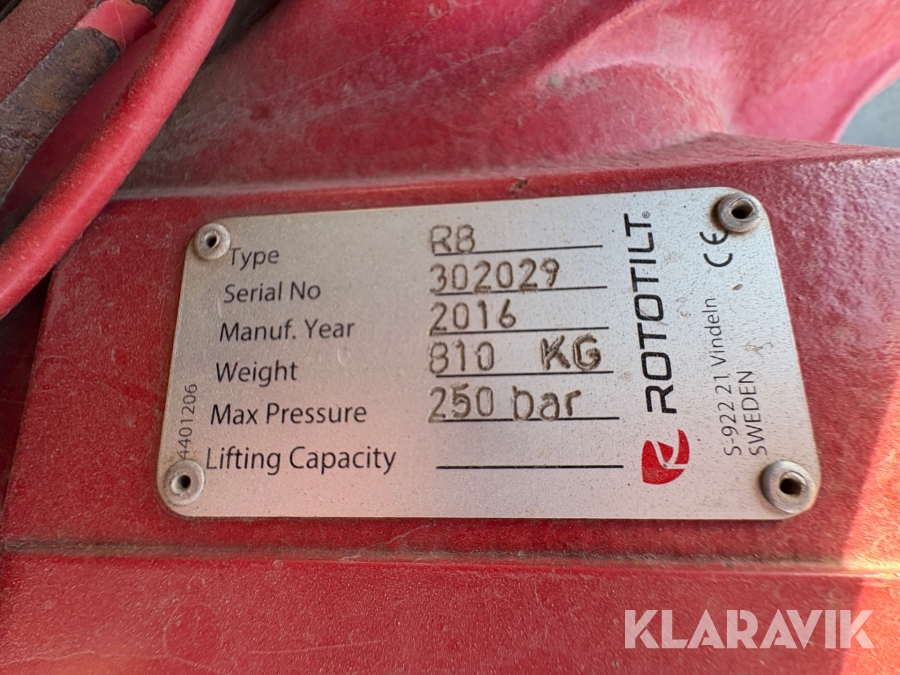 Type R8
Serial No 302029
Manuf. Year 2016
Weight 810 KG
Max Pressure 250 bar
Lifting Capacity
4401206
ROTOTILT®
S-922 21 Vindeln CE
SWEDEN
KLARAVIK